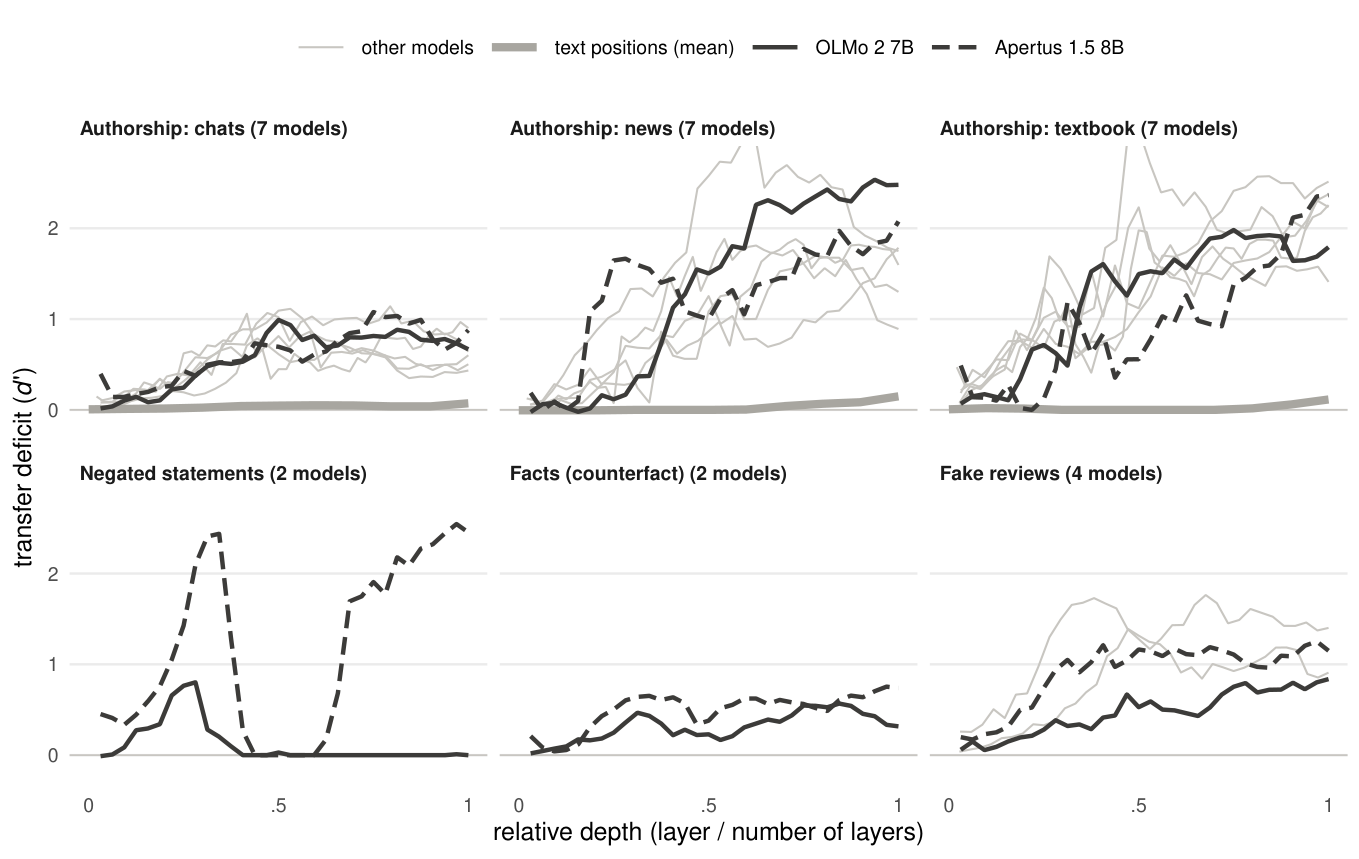 other models text positions (mean) OLMo 2 7B Apertus 1.5 8B
Authorship: chats (7 models) Authorship: news (7 models) Authorship: textbook (7 models)
2
1
0
transfer deficit (d′)
Negated statements (2 models) Facts (counterfact) (2 models) Fake reviews (4 models)
2
1
0
0 .5 1 0 .5 1 0 .5 1
relative depth (layer / number of layers)